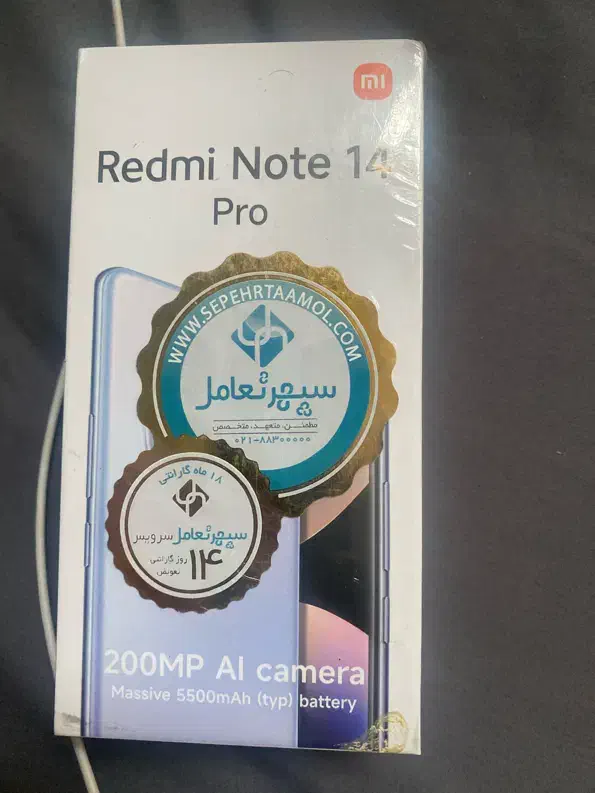 mi
Redmi Note 14
Pro
WWW.SEPEHRTAAMOL.COM
سپهرتعامل
مطمئن، متعهد، متخصص
۰۲۱-۸۸۳۰۰۰۰۰
۱۸ ماه گارانتی
سپهرتعامل سرویس
۱۴ روز گارانتی
تعویض
200MP AI camera
Massive 5500mAh (typ) battery